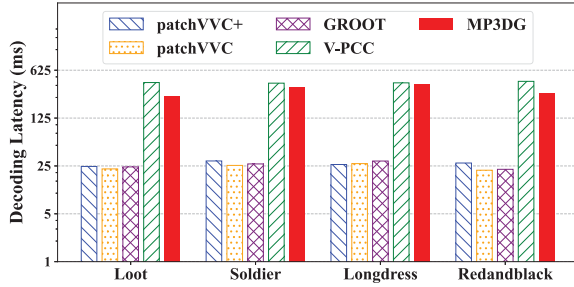 patchVVC+ GROOT MP3DG
patchVVC V-PCC
Decoding Latency (ms)
625
125
25
5
1
Loot Soldier Longdress Redandblack